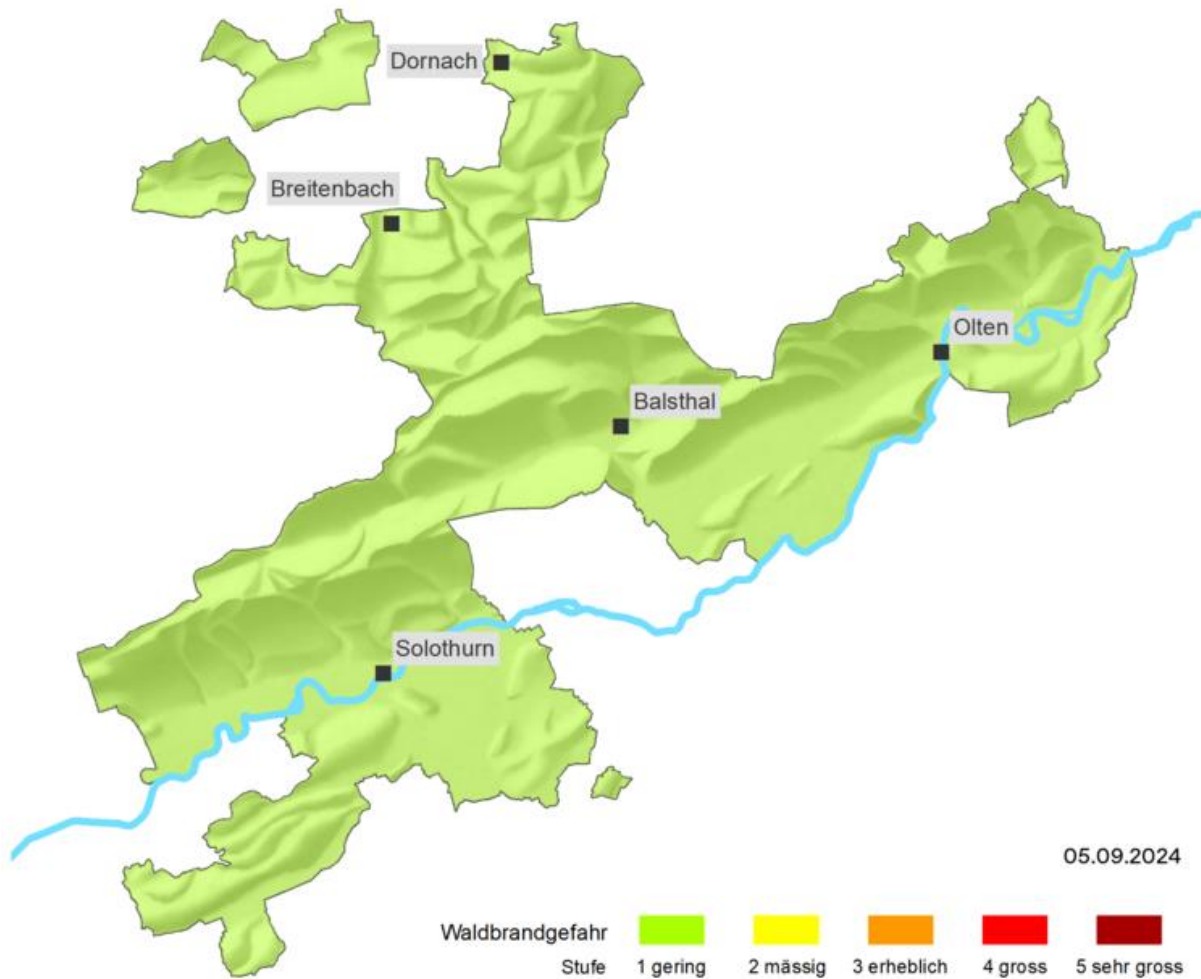 Dornach
Breitenbach
Olten
Balsthal
Solothurn
05.09.2024
Waldbrandgefahr
Stufe 1 gering 2 mässig 3 erheblich 4 gross 5 sehr gross